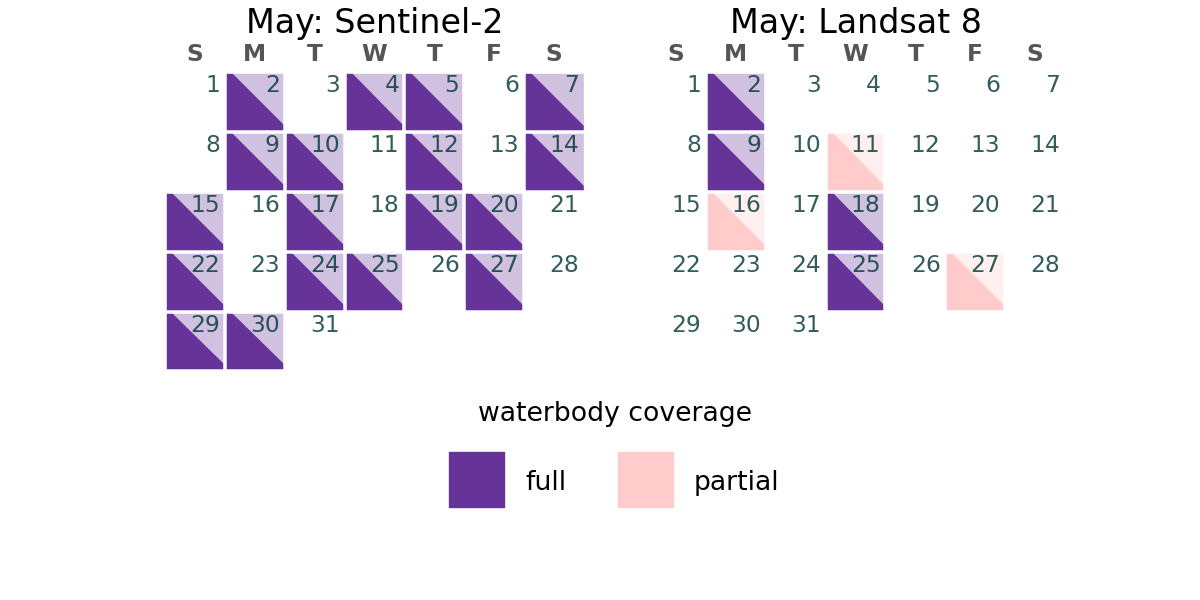 May: Sentinel-2
S M T W T F S
1 2 3 4 5 6 7
8 9 10 11 12 13 14
15 16 17 18 19 20 21
22 23 24 25 26 27 28
29 30 31
May: Landsat 8
S M T W T F S
1 2 3 4 5 6 7
8 9 10 11 12 13 14
15 16 17 18 19 20 21
22 23 24 25 26 27 28
29 30 31
waterbody coverage
full
partial